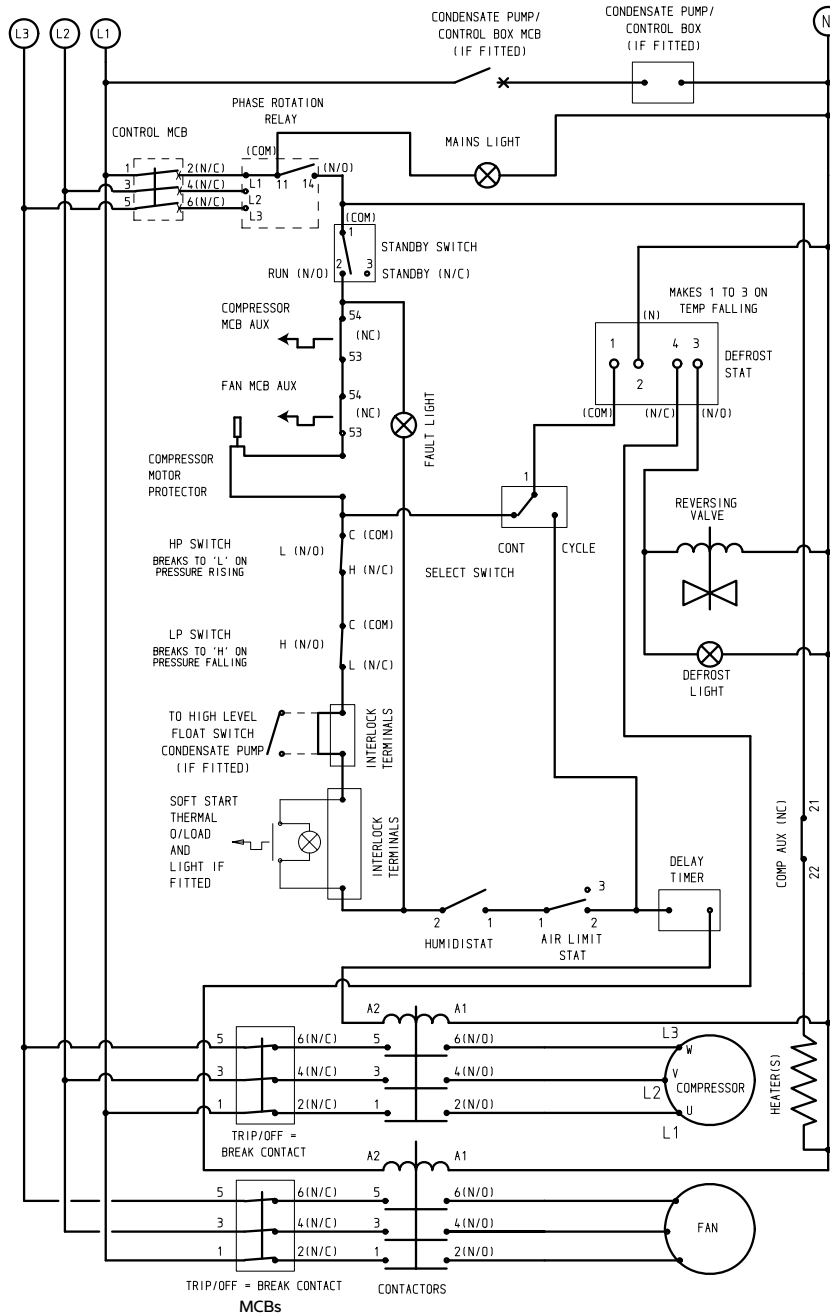 L3
L2
L1
N
CONDENSATE PUMP/
CONTROL BOX MCB
(IF FITTED)
CONDENSATE PUMP/
CONTROL BOX
(IF FITTED)
PHASE ROTATION
RELAY
CONTROL MCB
(COM)
MAINS LIGHT
1
2(N/C)
L1
11
14
(N/O)
3
4(N/C)
L2
5
6(N/C)
L3
(COM)
1
STANDBY SWITCH
2
3
RUN (N/O)
STANDBY (N/C)
MAKES 1 TO 3 ON
TEMP FALLING
(N)
1
4
3
2
DEFROST
STAT
(COM)
(N/C)
(N/O)
COMPRESSOR
MCB AUX
54
(NC)
53
FAN MCB AUX
54
(NC)
53
FAULT LIGHT
COMPRESSOR
MOTOR
PROTECTOR
1
CONT
CYCLE
SELECT SWITCH
REVERSING
VALVE
C (COM)
HP SWITCH
BREAKS TO 'L' ON
PRESSURE RISING
L (N/O)
H (N/C)
C (COM)
LP SWITCH
BREAKS TO 'H' ON
PRESSURE FALLING
H (N/O)
L (N/C)
DEFROST
LIGHT
TO HIGH LEVEL
FLOAT SWITCH
CONDENSATE PUMP
(IF FITTED)
INTERLOCK
TERMINALS
SOFT START
THERMAL
O/LOAD
AND
LIGHT IF
FITTED
INTERLOCK
TERMINALS
COMP AUX (NC)
21
22
DELAY
TIMER
3
2
1
1
2
HUMIDISTAT
AIR LIMIT
STAT
A2
A1
5
6(N/C)
5
6(N/O)
L3
W
3
4(N/C)
3
4(N/O)
V
L2
COMPRESSOR
1
2(N/C)
1
2(N/O)
U
L1
HEATER(S)
TRIP/OFF =
BREAK CONTACT
A2
A1
5
6(N/C)
5
6(N/O)
3
4(N/C)
3
4(N/O)
FAN
1
2(N/C)
1
2(N/O)
TRIP/OFF = BREAK CONTACT
CONTACTORS
MCBs